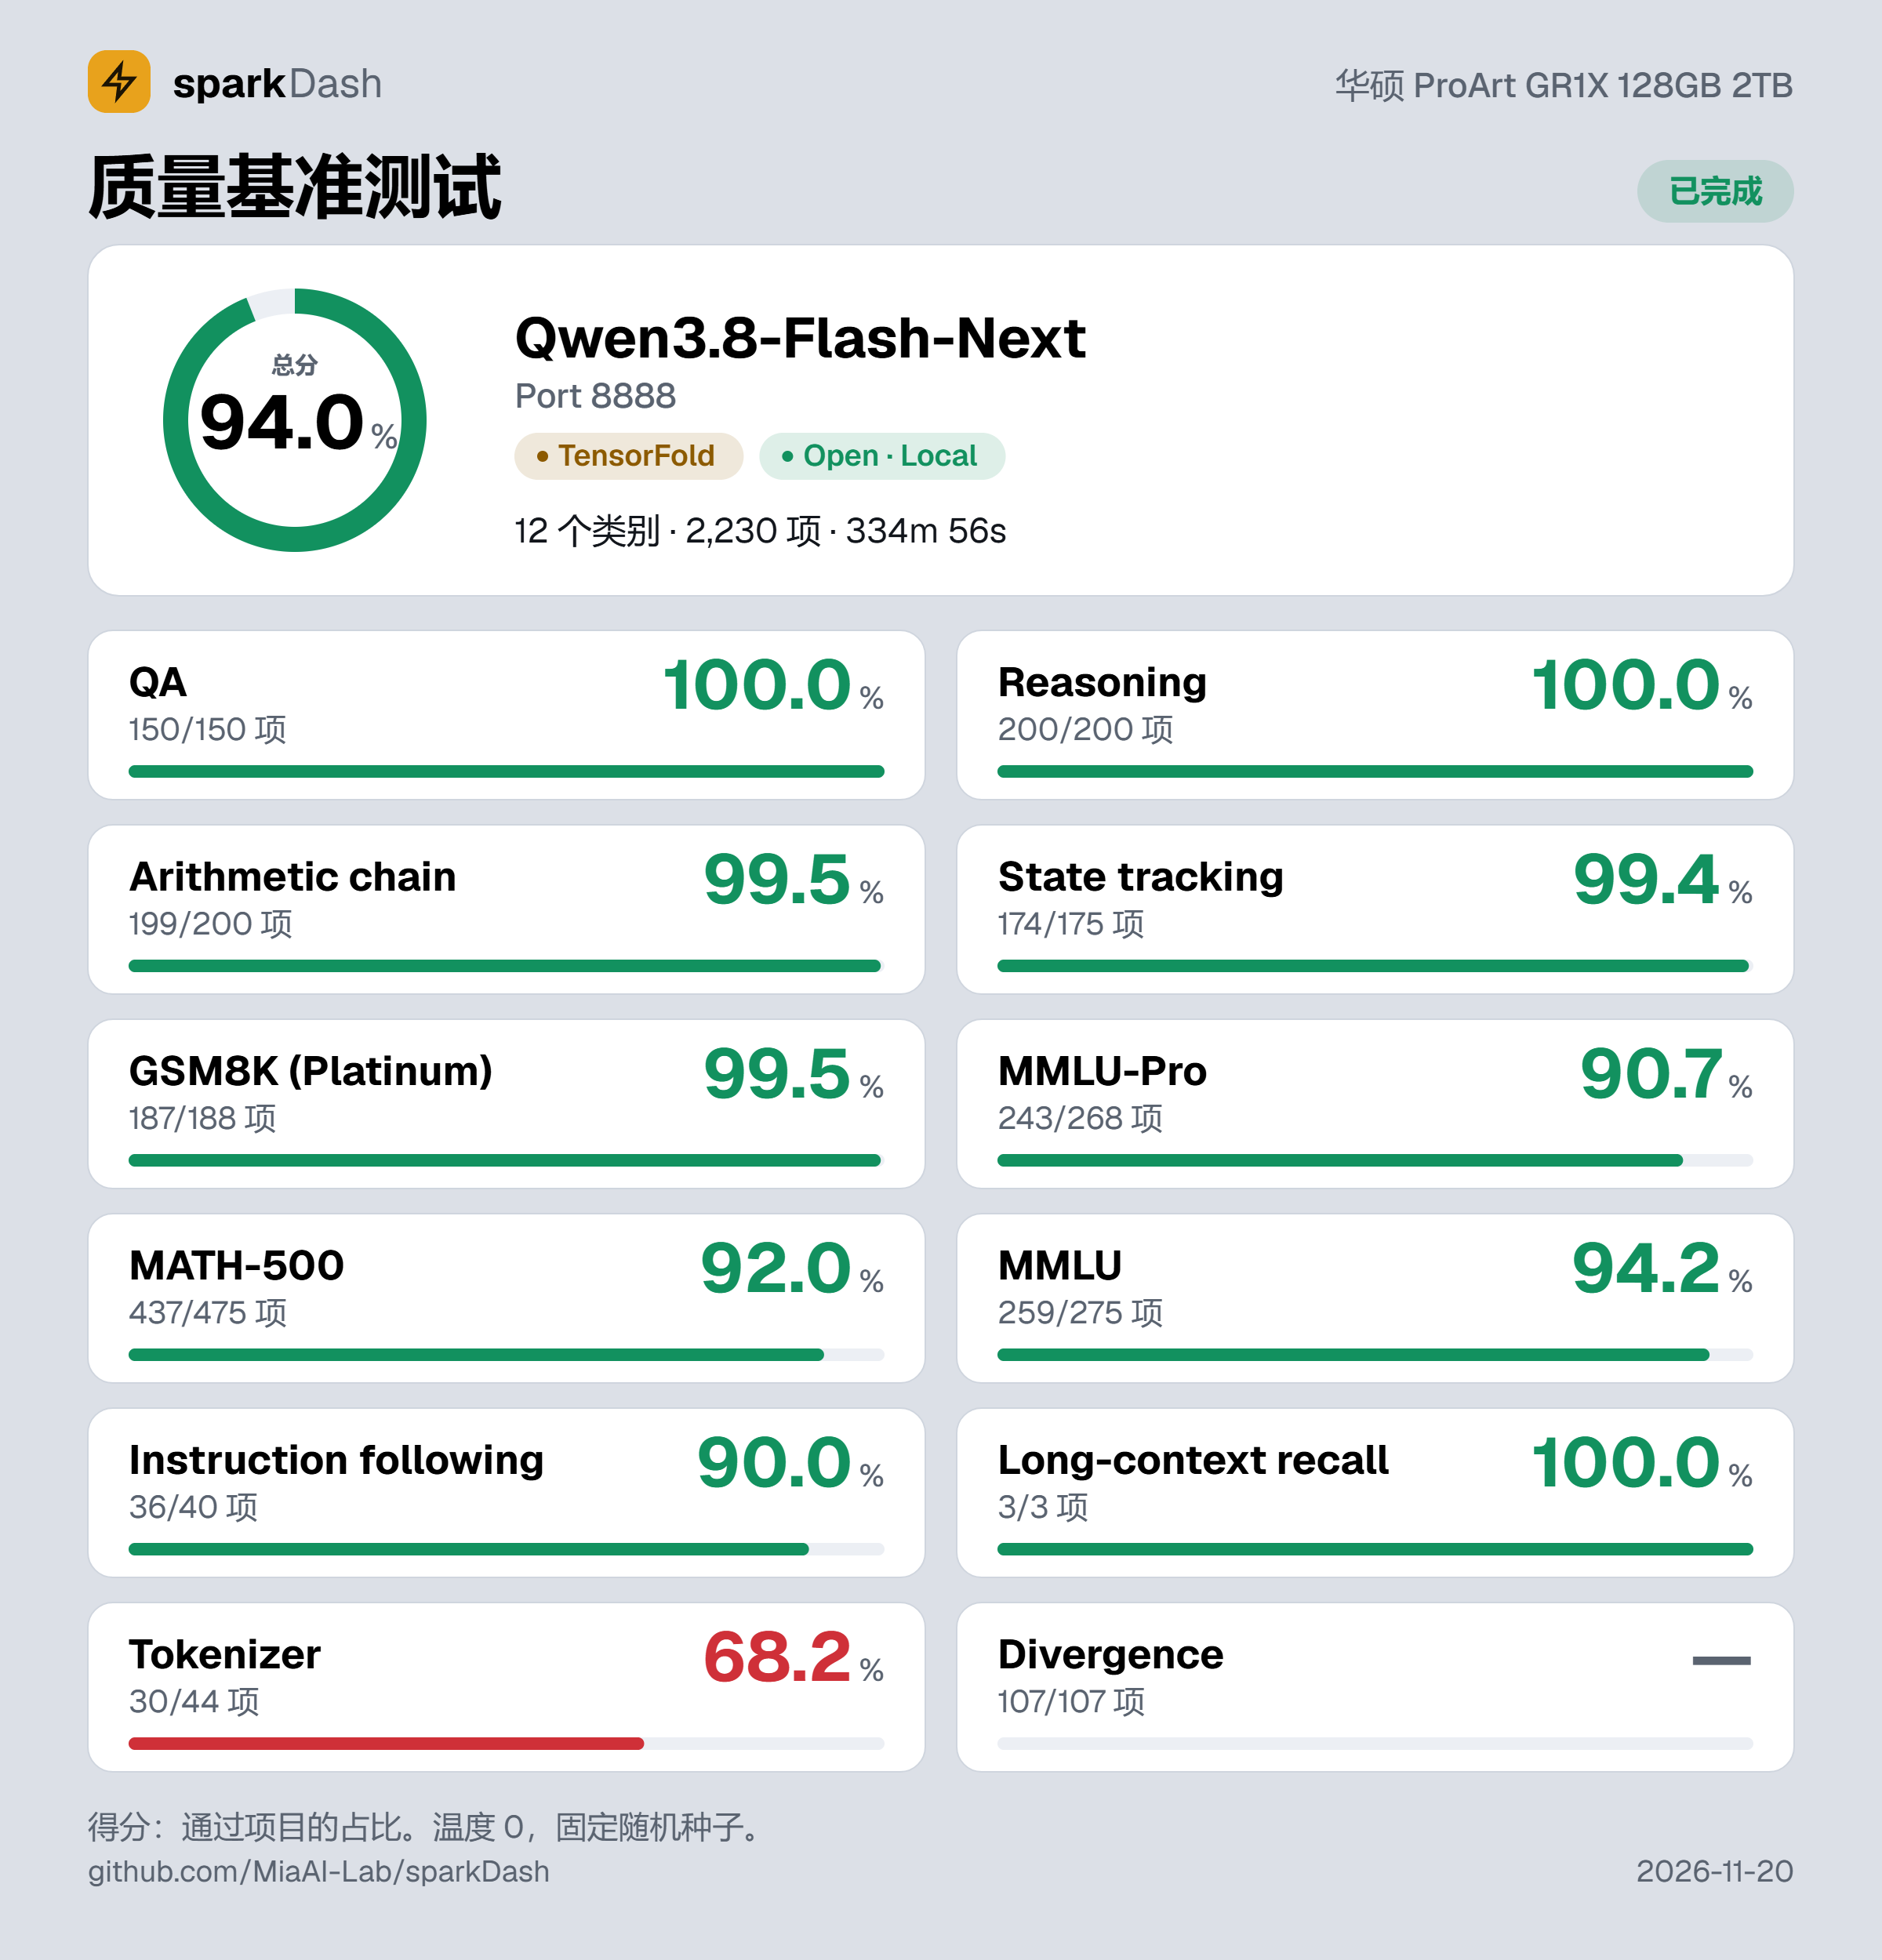 sparkDash
华硕 ProArt GR1X 128GB 2TB
质量基准测试
已完成
总分
94.0 %
Qwen3.8-Flash-Next
Port 8888
TensorFold
Open · Local
12 个类别 · 2,230 项 · 334m 56s
QA
100.0 %
150/150 项
Reasoning
100.0 %
200/200 项
Arithmetic chain
99.5 %
199/200 项
State tracking
99.4 %
174/175 项
GSM8K (Platinum)
99.5 %
187/188 项
MMLU-Pro
90.7 %
243/268 项
MATH-500
92.0 %
437/475 项
MMLU
94.2 %
259/275 项
Instruction following
90.0 %
36/40 项
Long-context recall
100.0 %
3/3 项
Tokenizer
68.2 %
30/44 项
Divergence
—
107/107 项
得分：通过项目的占比。温度 0，固定随机种子。
github.com/MiaAI-Lab/sparkDash
2026-11-20